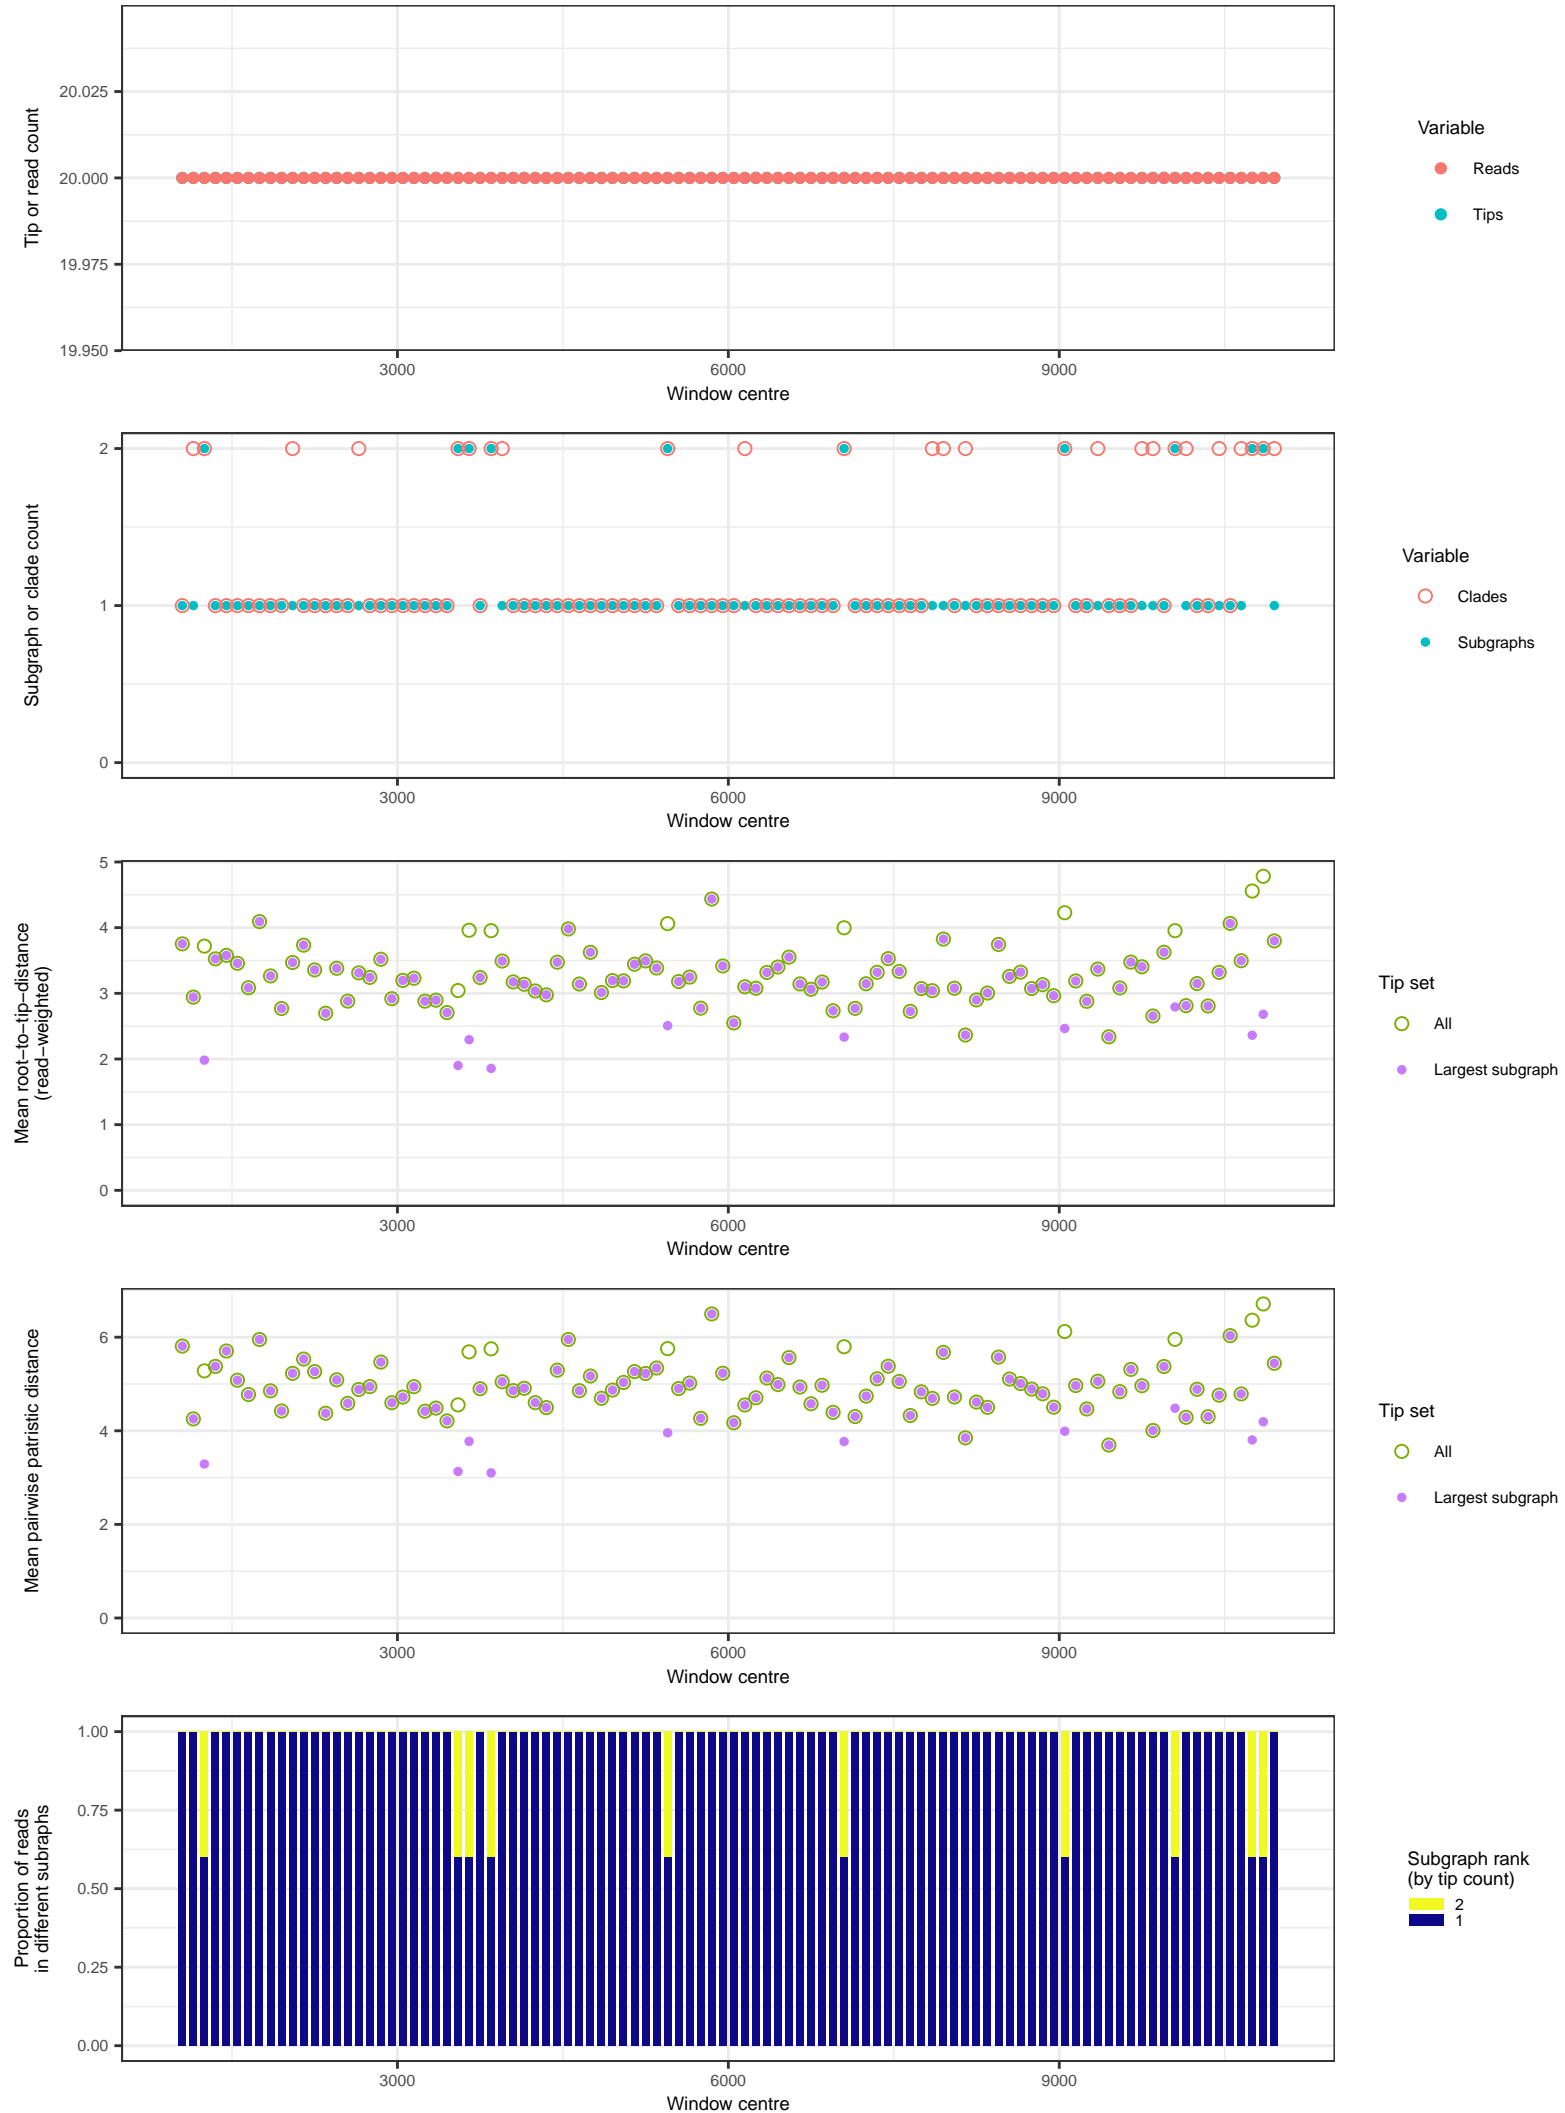 Tip or read count
20.025
20.000
19.975
19.950
3000
6000
9000
Window centre
Variable
Reads
Tips
Subgraph or clade count
2
1
0
3000
6000
9000
Window centre
Variable
Clades
Subgraphs
Mean root−to−tip−distance
(read−weighted)
5
4
3
2
1
0
3000
6000
9000
Window centre
Tip set
All
Largest subgraph
Mean pairwise patristic distance
6
4
2
0
3000
6000
9000
Window centre
Tip set
All
Largest subgraph
Proportion of reads
in different subraphs
1.00
0.75
0.50
0.25
0.00
3000
6000
9000
Window centre
Subgraph rank
(by tip count)
2
1